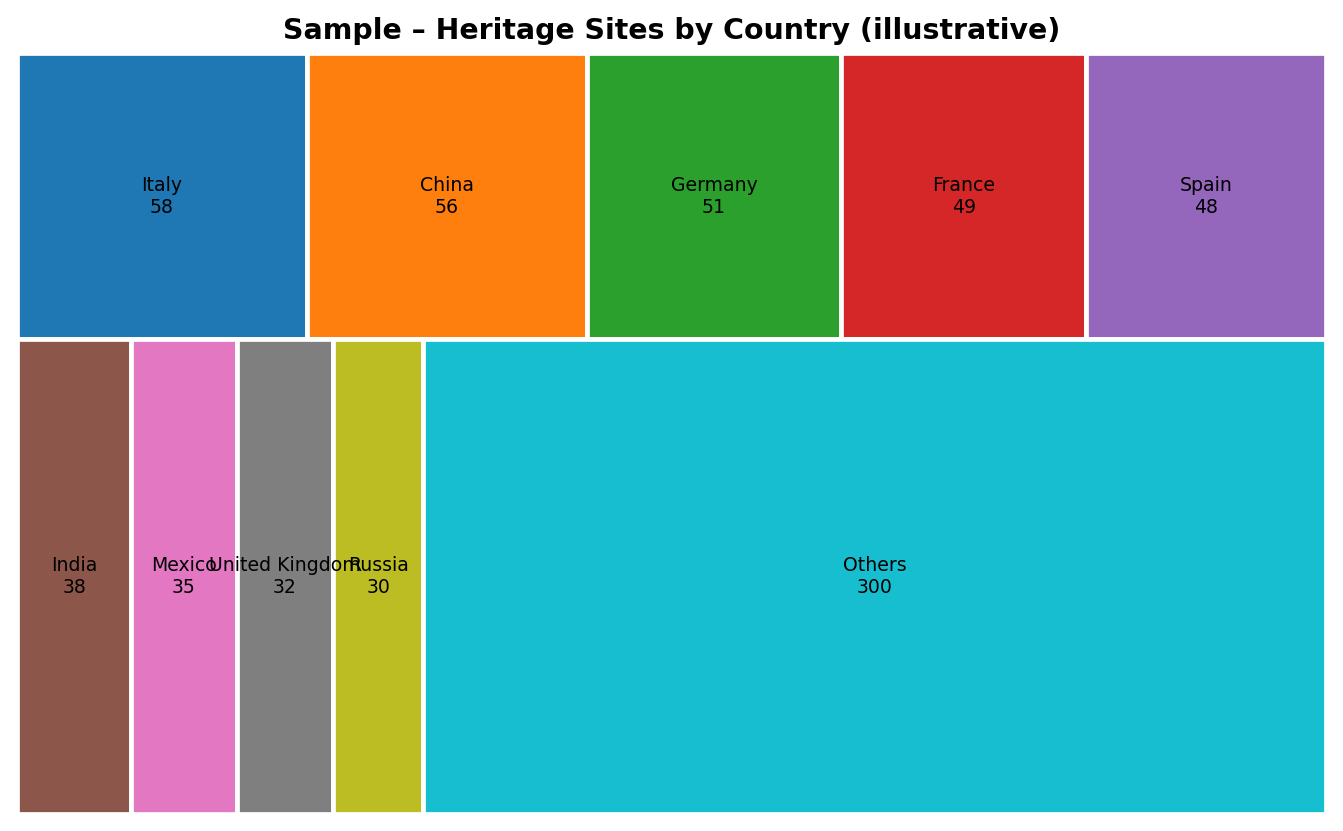 Sample – Heritage Sites by Country (illustrative)
Italy
58
China
56
Germany
51
France
49
Spain
48
India
38
Mexico
35
United Kingdom
32
Russia
30
Others
300